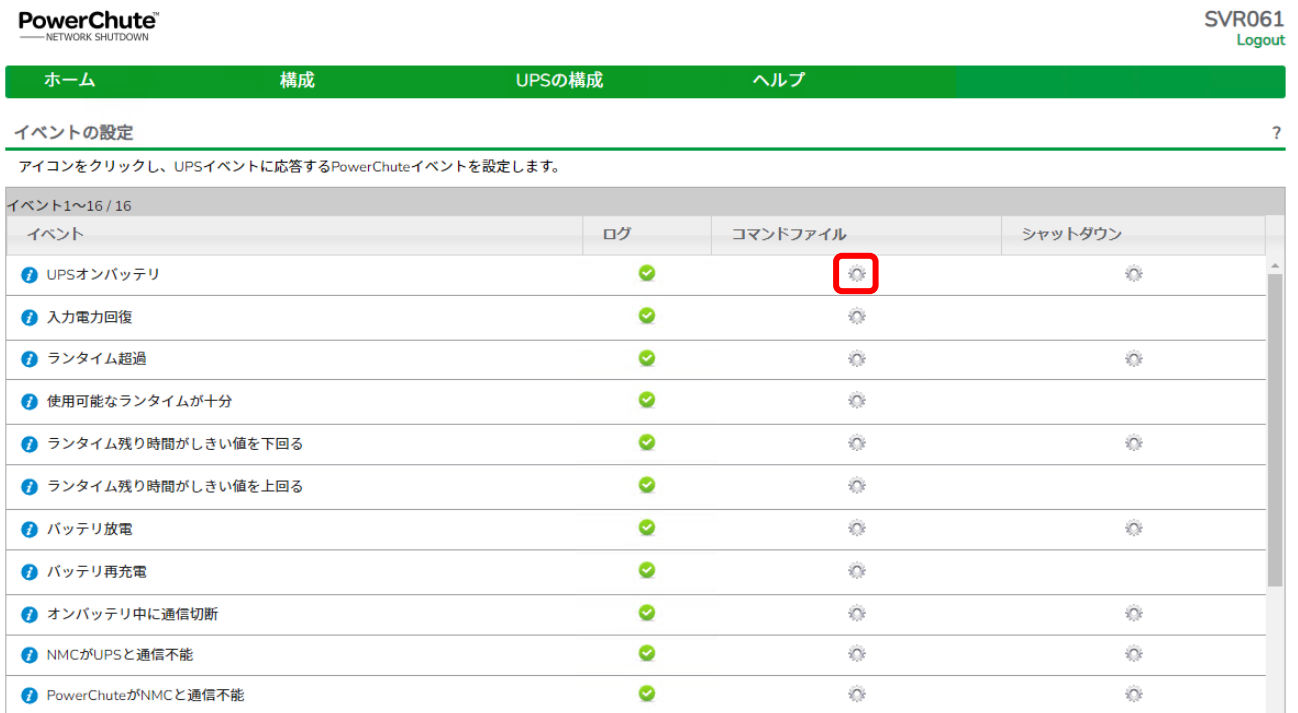 PowerChute™
NETWORK SHUTDOWN
SVR061
Logout
ホーム 構成 UPSの構成 ヘルプ
イベントの設定 ?
アイコンをクリックし、UPSイベントに応答するPowerChuteイベントを設定します。
イベント1～16 / 16
イベント ログ コマンドファイル シャットダウン
UPSオンバッテリ
入力電力回復
ランタイム超過
使用可能なランタイムが十分
ランタイム残り時間がしきい値を下回る
ランタイム残り時間がしきい値を上回る
バッテリ放電
バッテリ再充電
オンバッテリ中に通信切断
NMCがUPSと通信不能
PowerChuteがNMCと通信不能